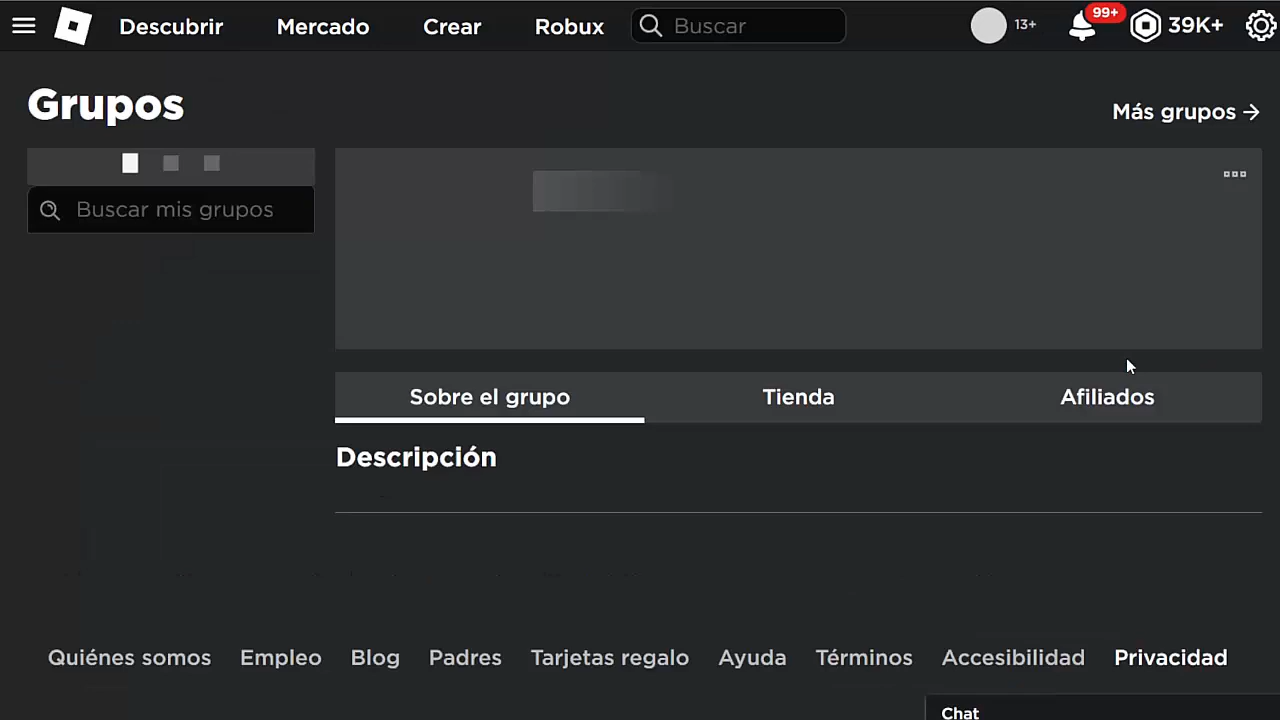 Descubrir Mercado Crear Robux Buscar 13+ 99+ 39K+
Grupos
Más grupos →
Buscar mis grupos
Sobre el grupo Tienda Afiliados
Descripción
Quiénes somos Empleo Blog Padres Tarjetas regalo Ayuda Términos Accesibilidad Privacidad
Chat